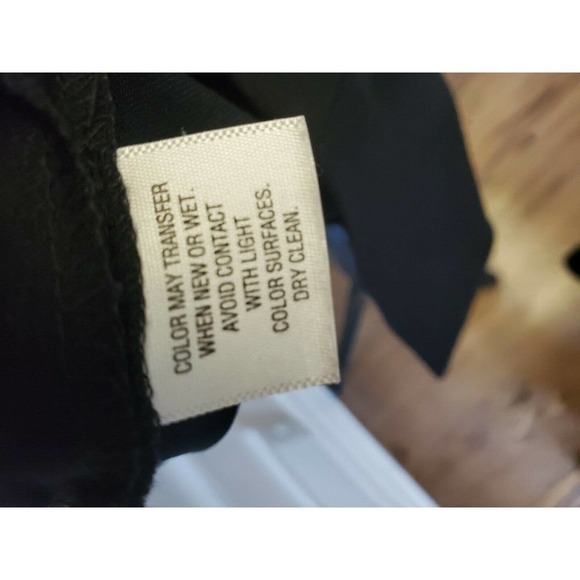 COLOR MAY TRANSFER
WHEN NEW OR WET.
AVOID CONTACT
WITH LIGHT
COLOR SURFACES.
DRY CLEAN.